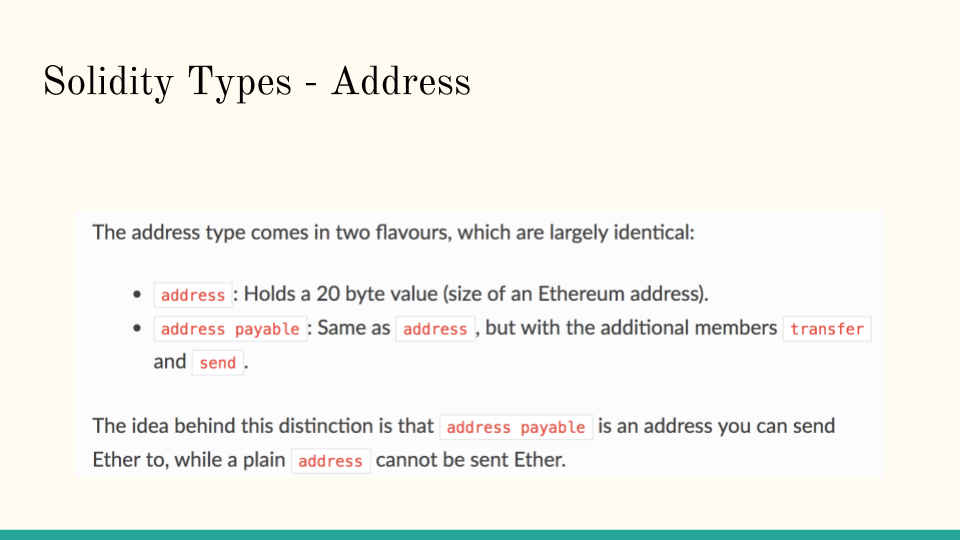 Solidity Types - Address
The address type comes in two flavours, which are largely identical:
• address : Holds a 20 byte value (size of an Ethereum address).
• address payable : Same as address , but with the additional members transfer
and send .
The idea behind this distinction is that address payable is an address you can send
Ether to, while a plain address cannot be sent Ether.